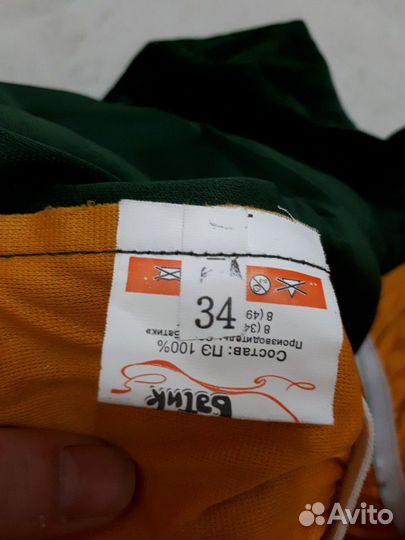 34
8 (49
8 (34
Производитель:
Батик»
Состав: ПЭ 100%
Батик
Avito